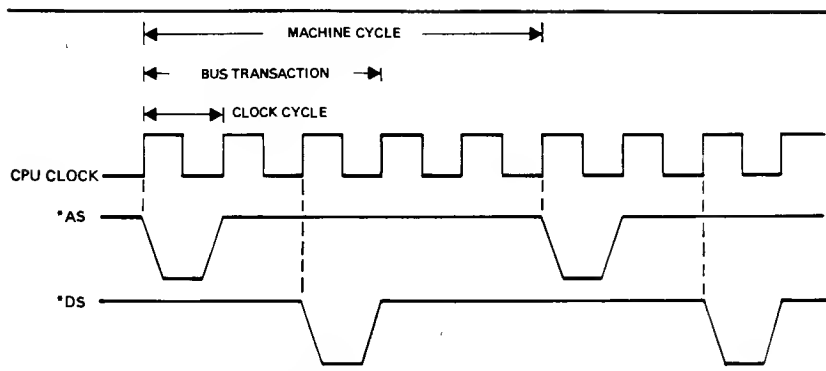 MACHINE CYCLE
BUS TRANSACTION
CLOCK CYCLE
CPU CLOCK
*AS
*DS